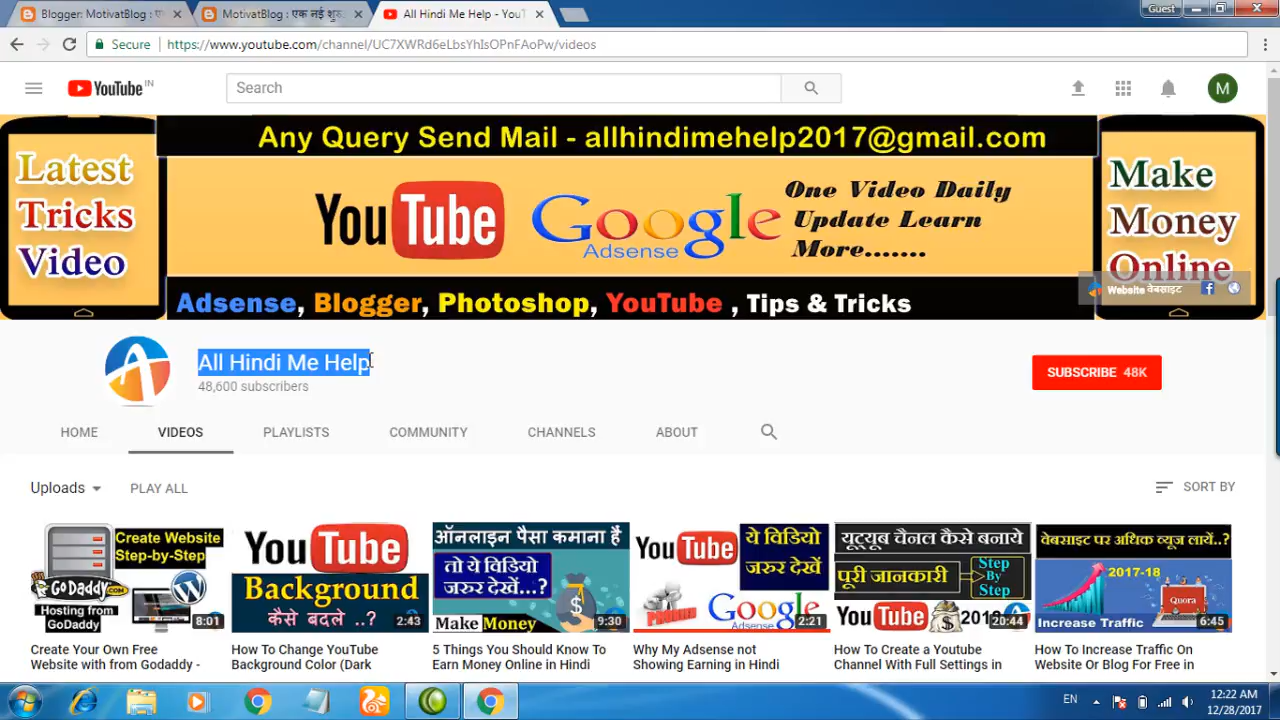 Blogger: MotivatBlog : ए
MotivatBlog : एक नई शुरु
All Hindi Me Help - YouT
Guest
Secure
https://www.youtube.com/channel/UC7XWRd6eLbsYhIsOPnFAoPw/videos
YouTube IN
Search
M
Any Query Send Mail - allhindimehelp2017@gmail.com
Latest
Tricks
Video
YouTube
Google
Adsense
One Video Daily
Update Learn
More.......
Make
Money
Online
Website वेबसाइट
Adsense, Blogger, Photoshop, YouTube , Tips & Tricks
All Hindi Me Help
48,600 subscribers
SUBSCRIBE 48K
HOME VIDEOS PLAYLISTS COMMUNITY CHANNELS ABOUT
Uploads PLAY ALL SORT BY
Create Website
Step-by-Step
GODADDY.COM
Hosting from
GoDaddy
8:01
YouTube
Background
कैसे बदले ..?
2:43
ऑनलाइन पैसा कमाना हैं
तो ये विडियो
जरुर देखें...?
Make Money
9:30
YouTube
ये विडियो
जरुर देखें
Google
Adsense
2:21
यूट्यूब चैनल कैसे बनाये
पूरी जानकारी
Step
By
Step
YouTube
20:44
वेबसाइट पर अधिक व्यूज लायें..?
2017-18
Quora
Increase Traffic
6:45
Create Your Own Free
Website with from Godaddy -
How To Change YouTube
Background Color (Dark
5 Things You Should Know To
Earn Money Online in Hindi
Why My Adsense not
Showing Earning in Hindi
How To Create a Youtube
Channel With Full Settings in
How To Increase Traffic On
Website Or Blog For Free in
EN
12:22 AM
12/28/2017